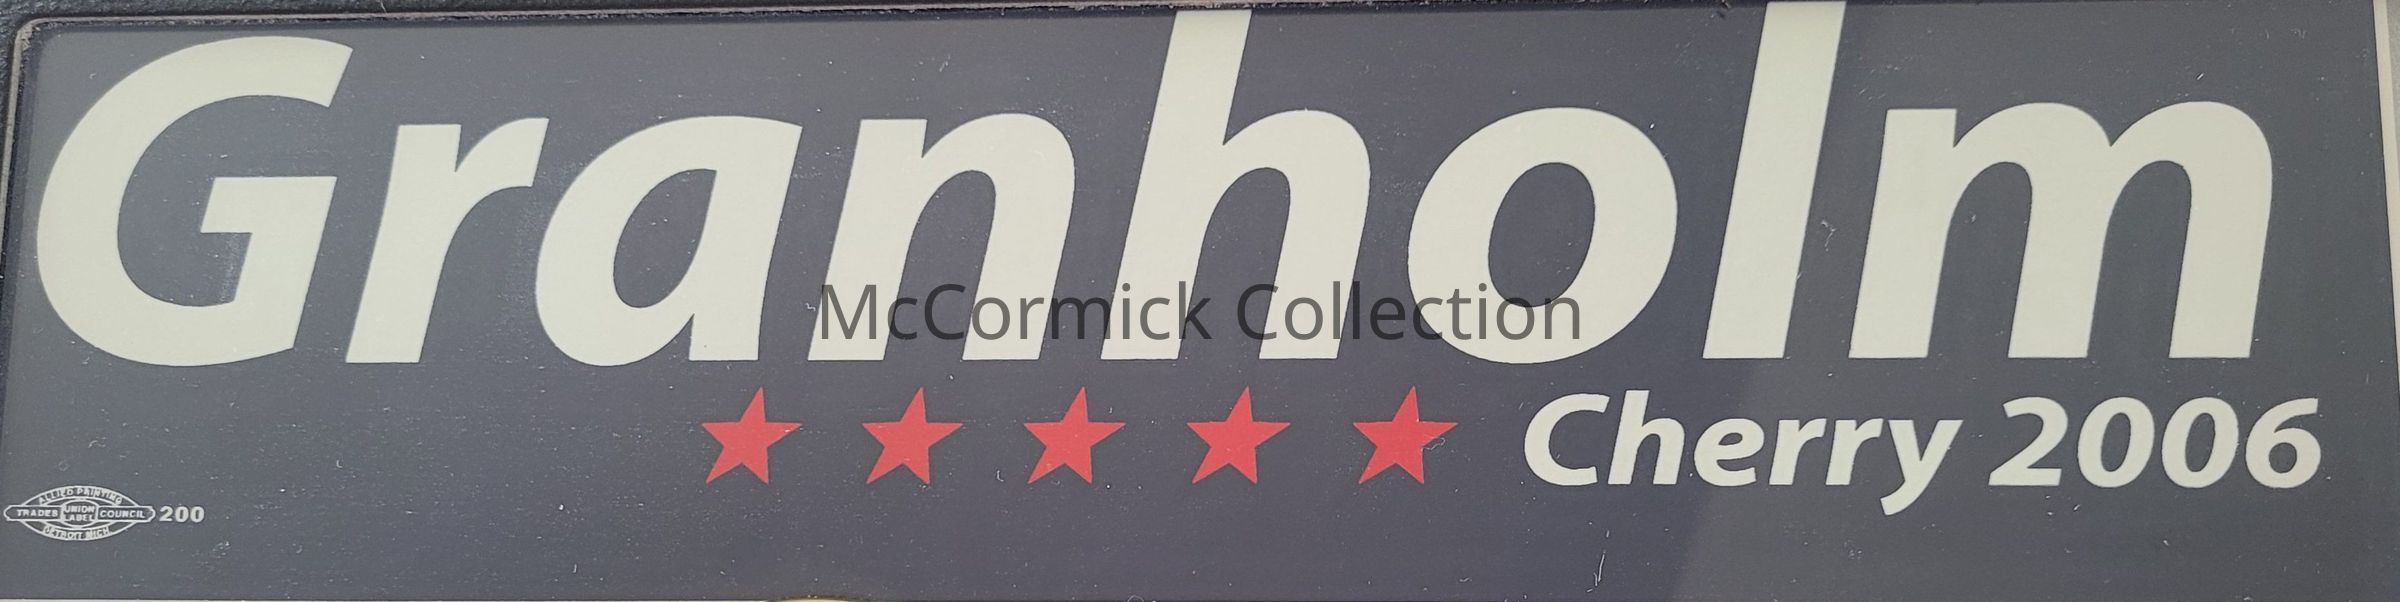 Granholm
McCormick Collection
Cherry 2006
ALLIED PRINTING
TRADES UNION LABEL COUNCIL 200
DETROIT MICH